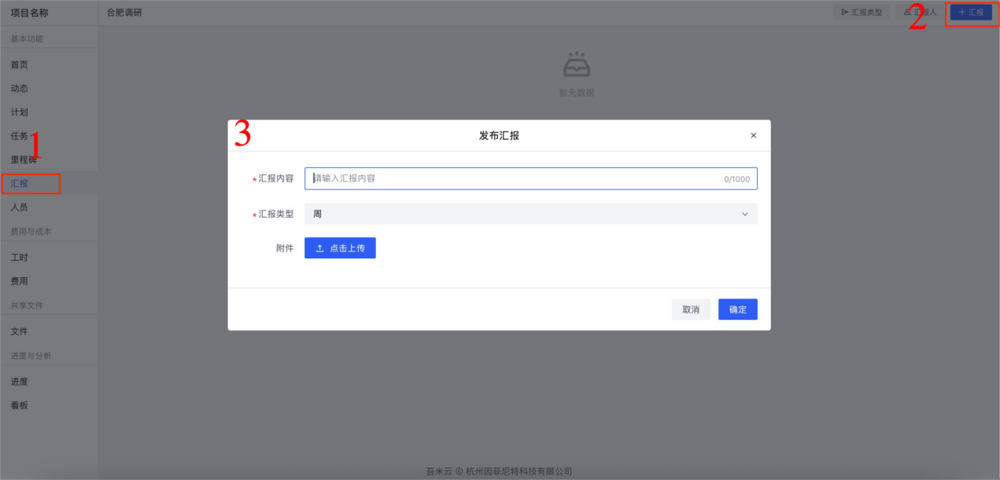 项目名称
合肥调研
汇报类型
汇报人
2
+ 汇报
基本功能
首页
动态
计划
任务
1
里程碑
汇报
人员
费用与成本
工时
费用
共享文件
文件
进度与分析
进度
看板
暂无数据
3
发布汇报
×
*汇报内容
请输入汇报内容
0/1000
*汇报类型
周
附件
点击上传
取消
确定
苔米云 © 杭州因菲尼特科技有限公司